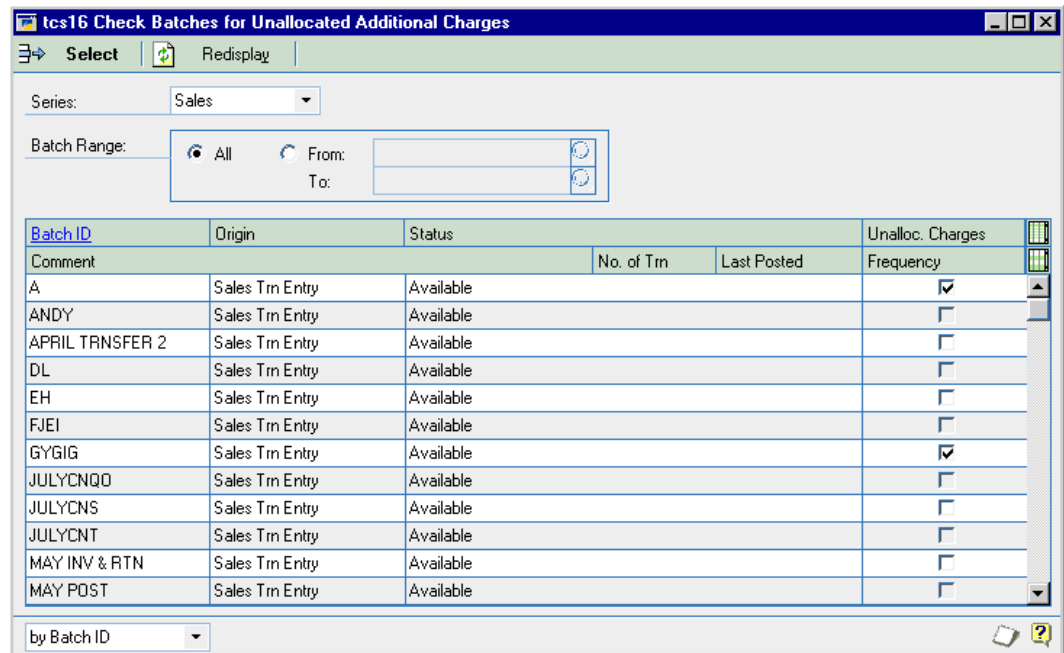 tcs16 Check Batches for Unallocated Additional Charges
Select Redisplay
Series: Sales
Batch Range: All From:
To:
Batch ID Origin Status Unalloc. Charges
Comment No. of Trn Last Posted Frequency
A Sales Trn Entry Available
ANDY Sales Trn Entry Available
APRIL TRNSFER 2 Sales Trn Entry Available
DL Sales Trn Entry Available
EH Sales Trn Entry Available
FJEI Sales Trn Entry Available
GYGIG Sales Trn Entry Available
JULYCNQO Sales Trn Entry Available
JULYCNS Sales Trn Entry Available
JULYCNT Sales Trn Entry Available
MAY INV & RTN Sales Trn Entry Available
MAY POST Sales Trn Entry Available
by Batch ID